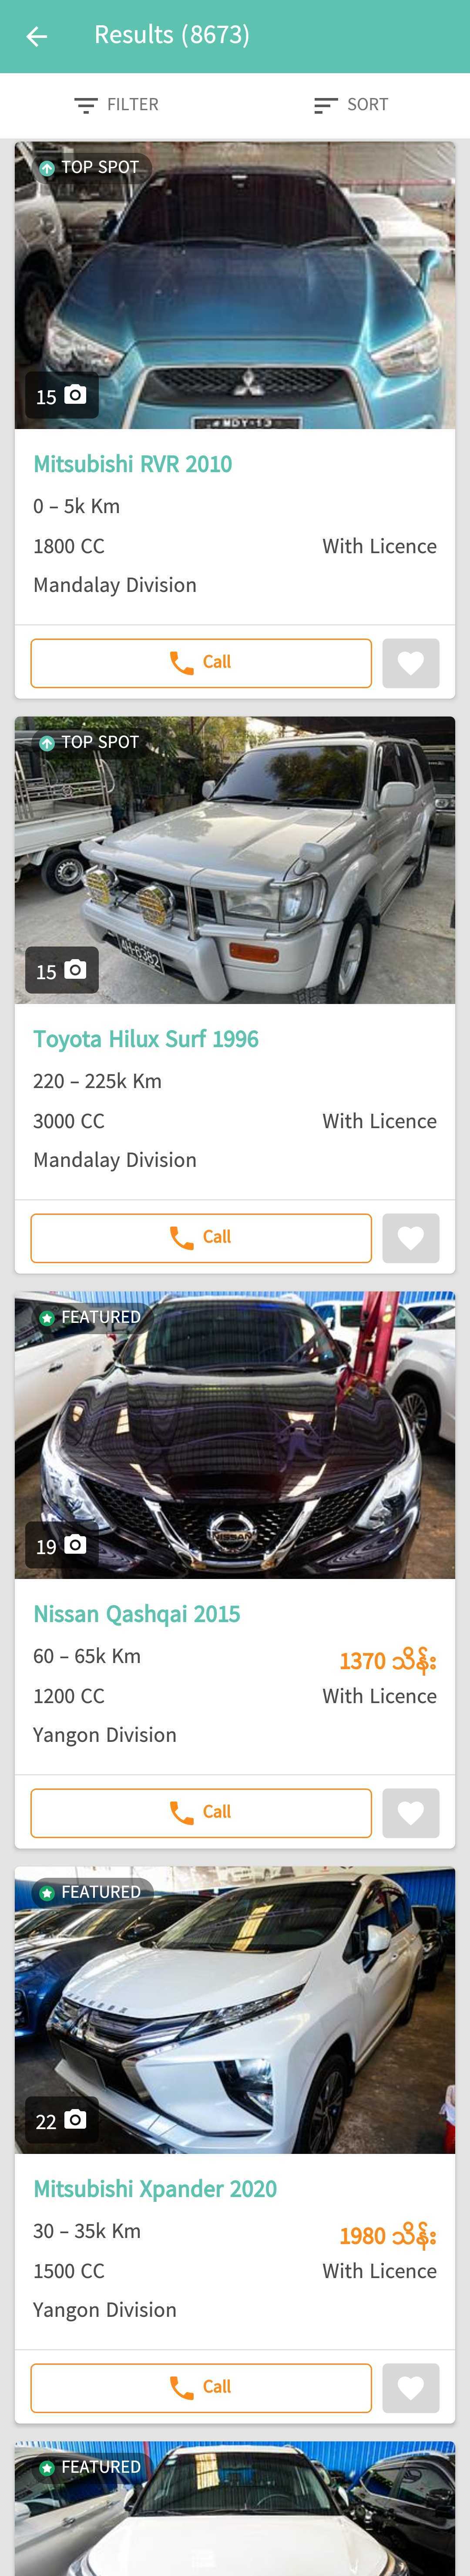 Results (8673)
FILTER
SORT
TOP SPOT
15
Mitsubishi RVR 2010
0 – 5k Km
1800 CC
With Licence
Mandalay Division
Call
TOP SPOT
15
Toyota Hilux Surf 1996
220 – 225k Km
3000 CC
With Licence
Mandalay Division
Call
FEATURED
NISSAN
19
Nissan Qashqai 2015
60 – 65k Km
1370 သိန်း
1200 CC
With Licence
Yangon Division
Call
FEATURED
22
Mitsubishi Xpander 2020
30 – 35k Km
1980 သိန်း
1500 CC
With Licence
Yangon Division
Call
FEATURED